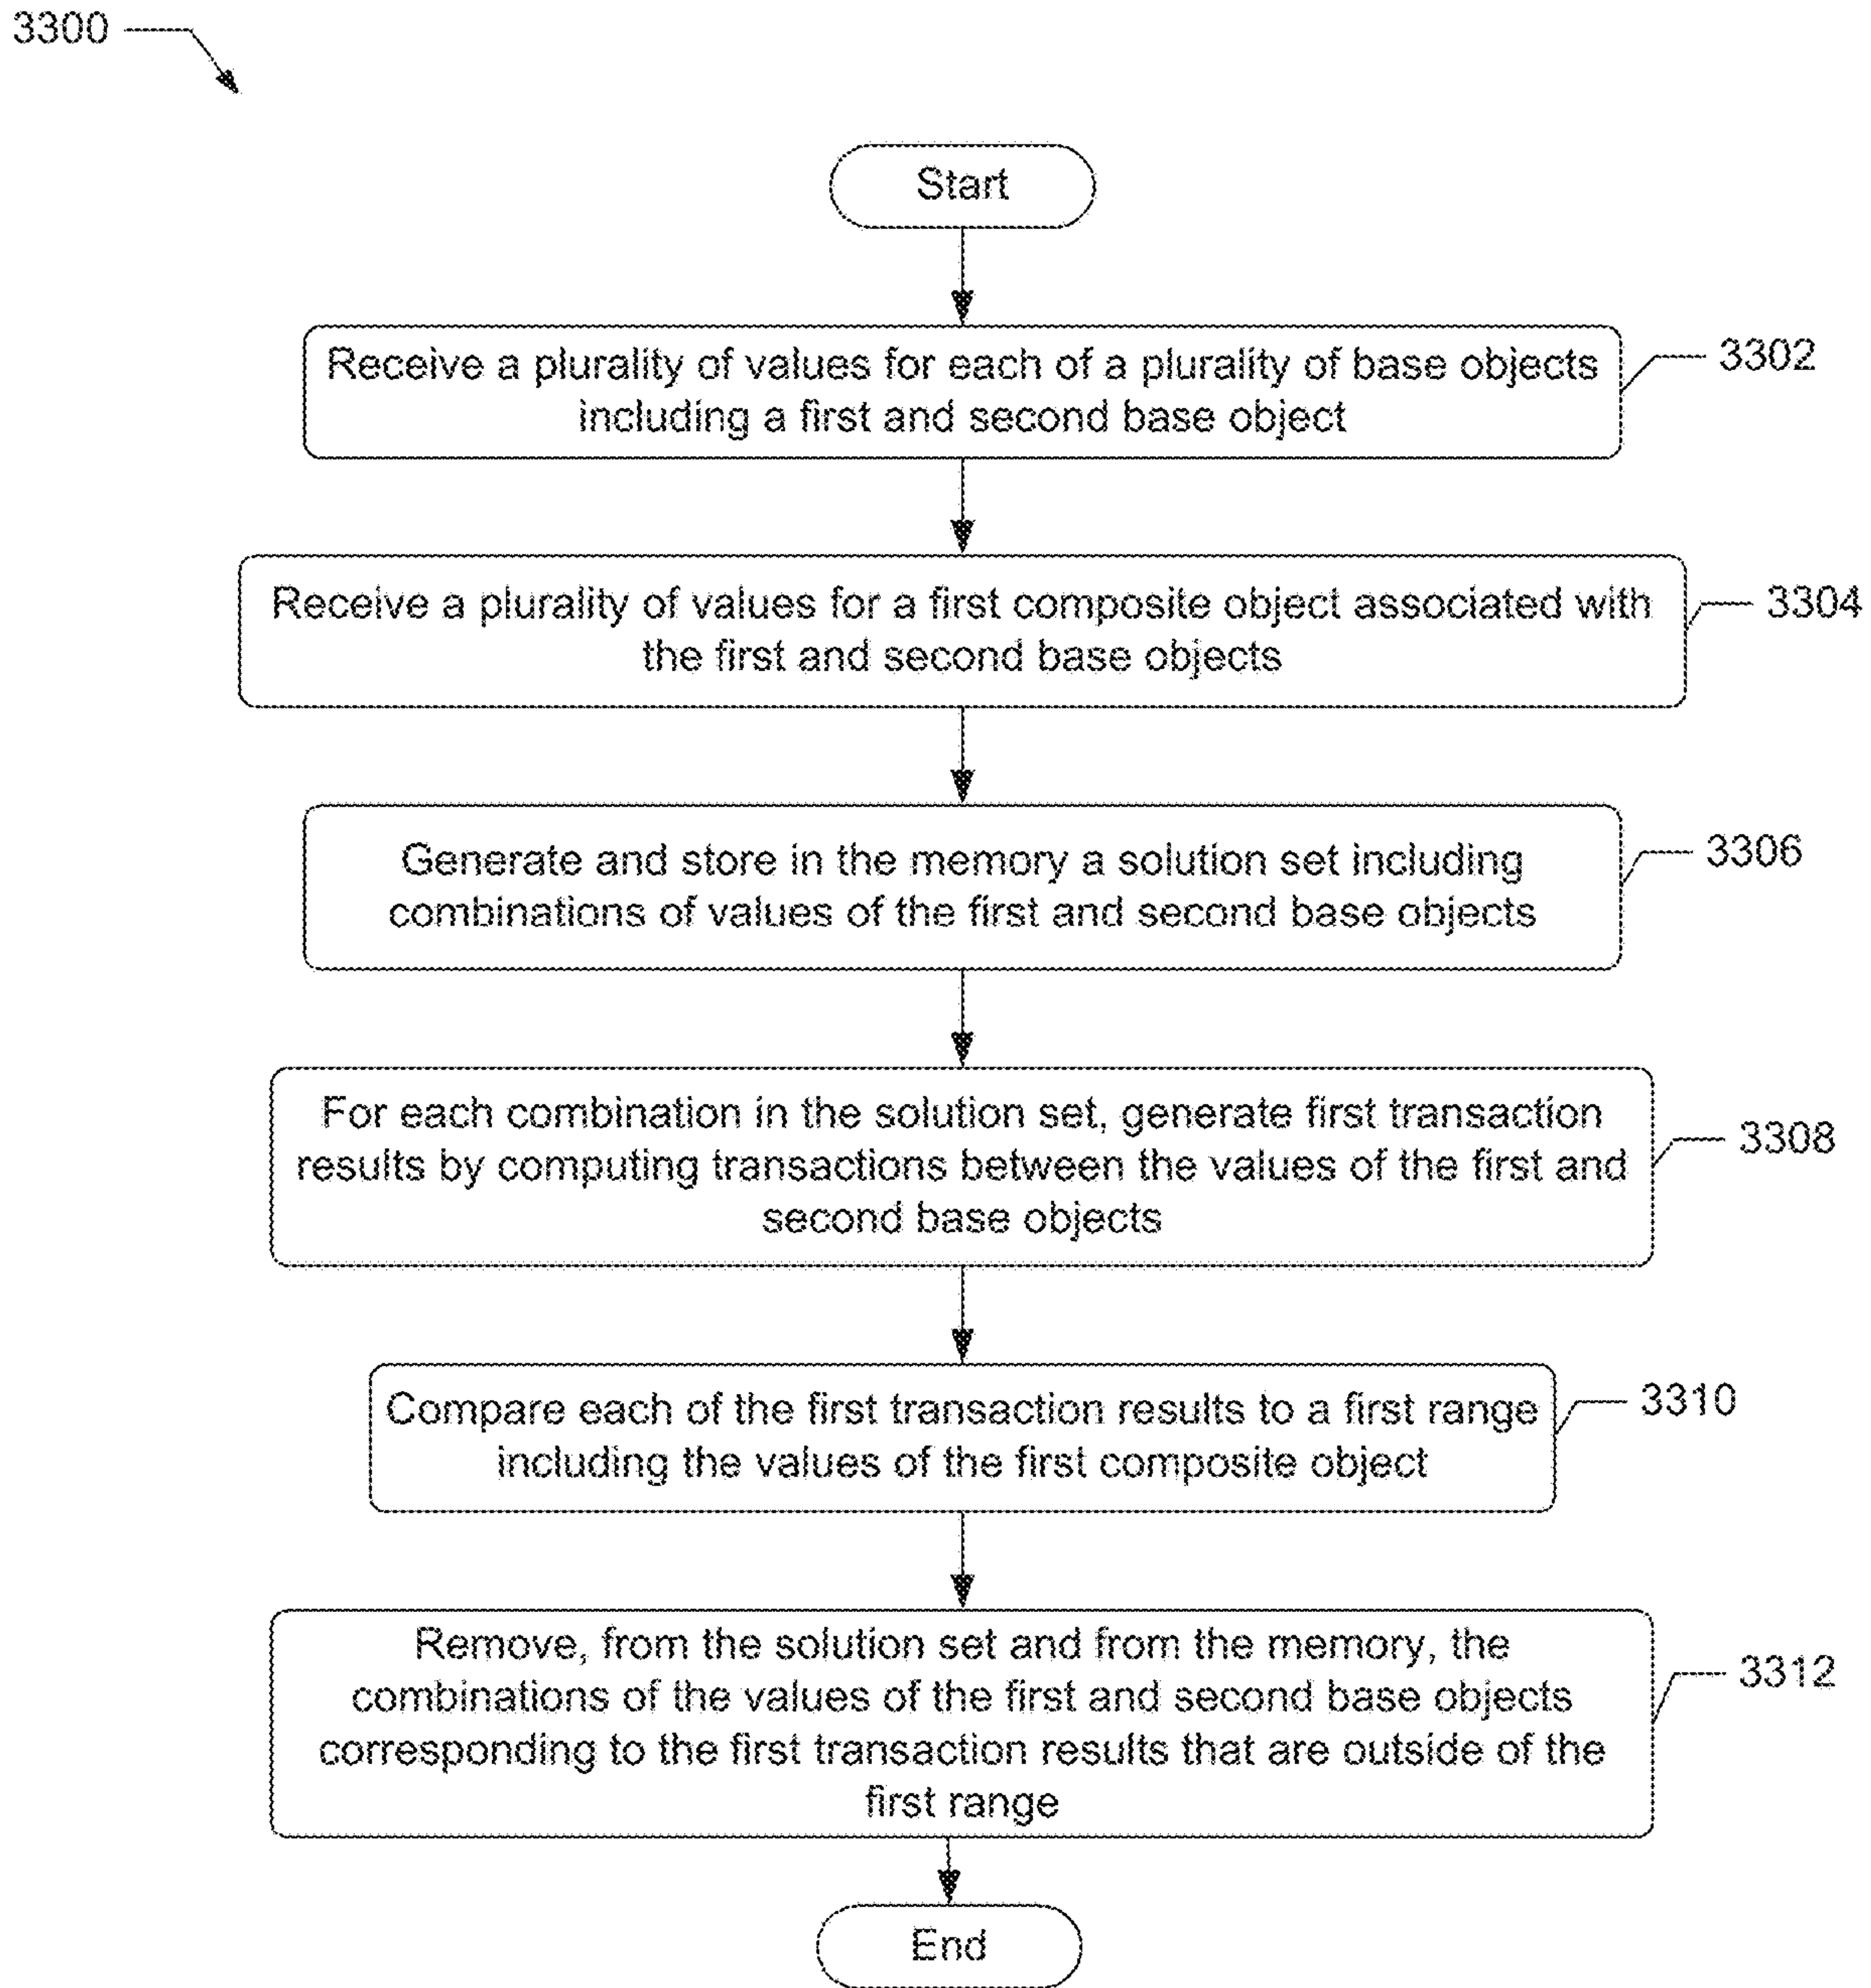 3300
Start
Receive a plurality of values for each of a plurality of base objects
including a first and second base object
3302
Receive a plurality of values for a first composite object associated with
the first and second base objects
3304
Generate and store in the memory a solution set including
combinations of values of the first and second base objects
3306
For each combination in the solution set, generate first transaction
results by computing transactions between the values of the first and
second base objects
3308
Compare each of the first transaction results to a first range
including the values of the first composite object
3310
Remove, from the solution set and from the memory, the
combinations of the values of the first and second base objects
corresponding to the first transaction results that are outside of the
first range
3312
End